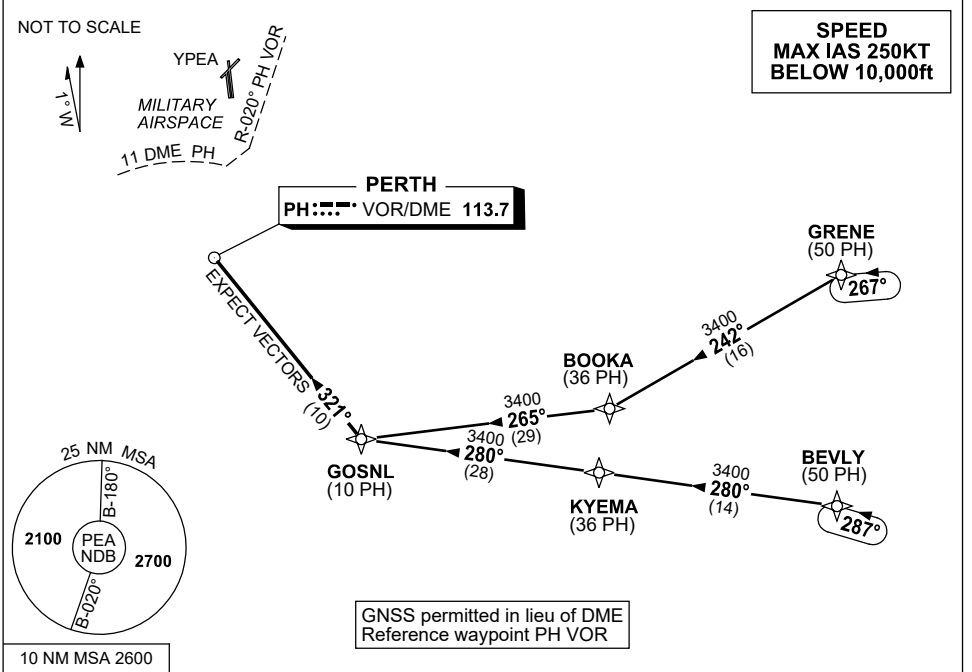 NOT TO SCALE
1° W
YPEA
MILITARY
AIRSPACE
R-020° PH VOR
11 DME PH
SPEED
MAX IAS 250KT
BELOW 10,000ft
PERTH
PH VOR/DME 113.7
EXPECT VECTORS
321°
(10)
GRENE
(50 PH)
267°
3400
242°
(16)
BOOKA
(36 PH)
3400
265°
(29)
3400
280°
(28)
GOSNL
(10 PH)
KYEMA
(36 PH)
3400
280°
(14)
BEVLY
(50 PH)
287°
25 NM MSA
B-180°
2100
PEA
NDB
2700
B-020°
10 NM MSA 2600
GNSS permitted in lieu of DME
Reference waypoint PH VOR